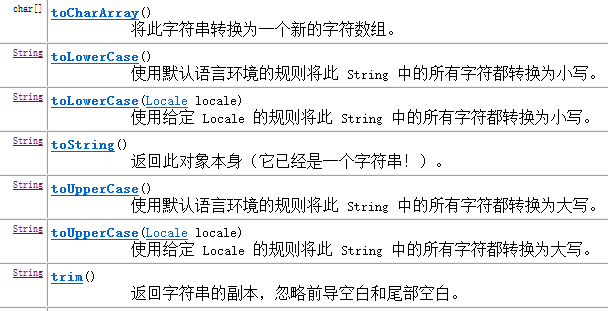 char[] toCharArray()
将此字符串转换为一个新的字符数组。
String toLowerCase()
使用默认语言环境的规则将此 String 中的所有字符都转换为小写。
String toLowerCase(Locale locale)
使用给定 Locale 的规则将此 String 中的所有字符都转换为小写。
String toString()
返回此对象本身（它已经是一个字符串！）。
String toUpperCase()
使用默认语言环境的规则将此 String 中的所有字符都转换为大写。
String toUpperCase(Locale locale)
使用给定 Locale 的规则将此 String 中的所有字符都转换为大写。
String trim()
返回字符串的副本，忽略前导空白和尾部空白。